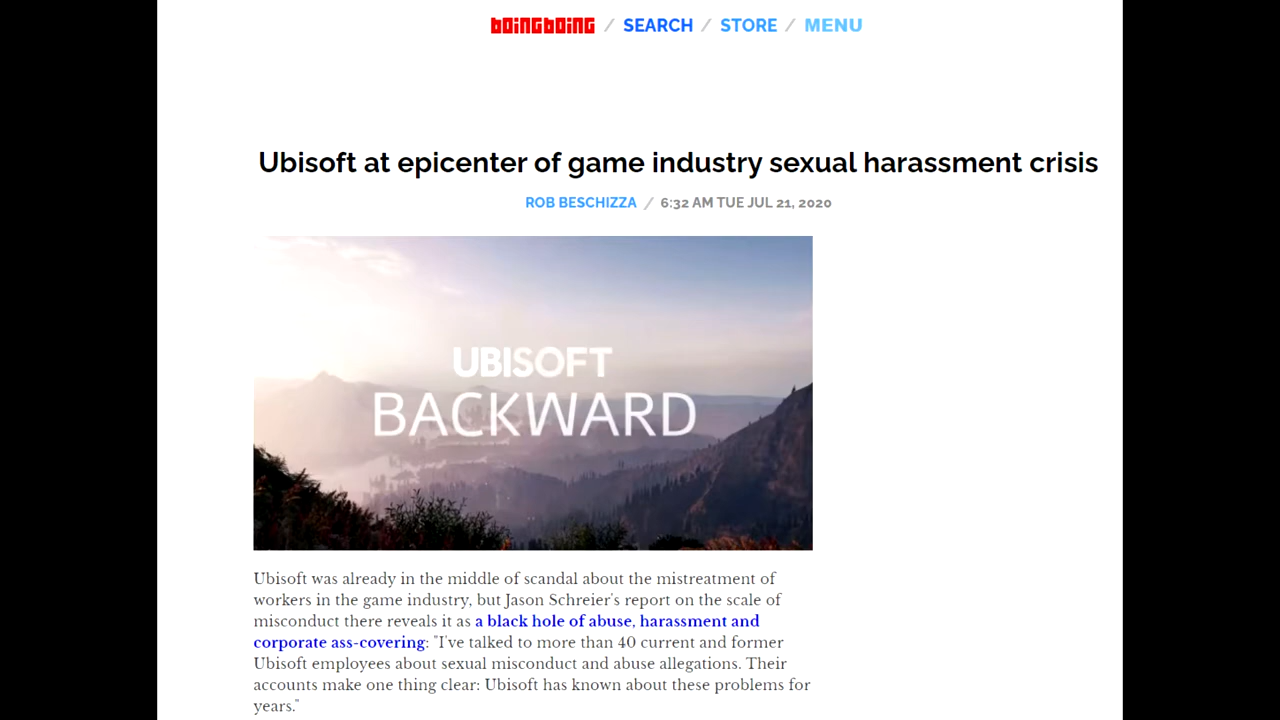 boingboing / SEARCH / STORE / MENU
Ubisoft at epicenter of game industry sexual harassment crisis
ROB BESCHIZZA / 6:32 AM TUE JUL 21, 2020
UBISOFT
BACKWARD
Ubisoft was already in the middle of scandal about the mistreatment of
workers in the game industry, but Jason Schreier's report on the scale of
misconduct there reveals it as a black hole of abuse, harassment and
corporate ass-covering: "I've talked to more than 40 current and former
Ubisoft employees about sexual misconduct and abuse allegations. Their
accounts make one thing clear: Ubisoft has known about these problems for
years."